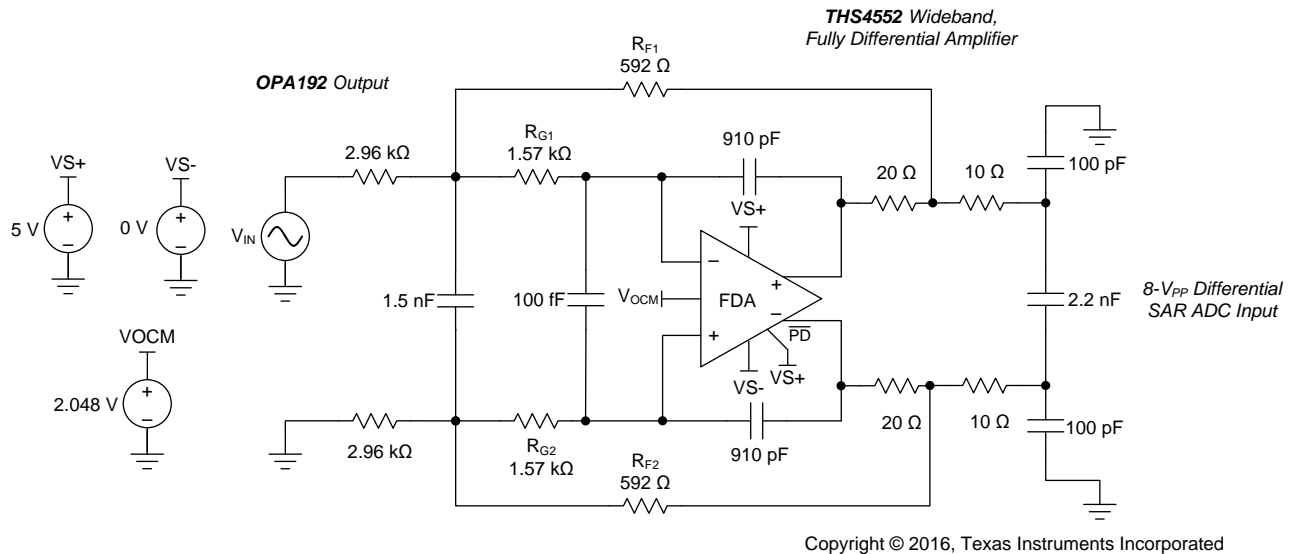 THS4552 Wideband,
Fully Differential Amplifier
RF1
592 Ω
OPA192 Output
RG1
1.57 kΩ
910 pF
2.96 kΩ
20 Ω
10 Ω
100 pF
VS+
VS-
VS+
5 V
0 V
VIN
1.5 nF
100 fF
VOCM
FDA
PD
2.2 nF
8-VPP Differential
SAR ADC Input
VOCM
2.048 V
VS-
VS+
2.96 kΩ
RG2
1.57 kΩ
910 pF
20 Ω
10 Ω
100 pF
RF2
592 Ω
Copyright © 2016, Texas Instruments Incorporated